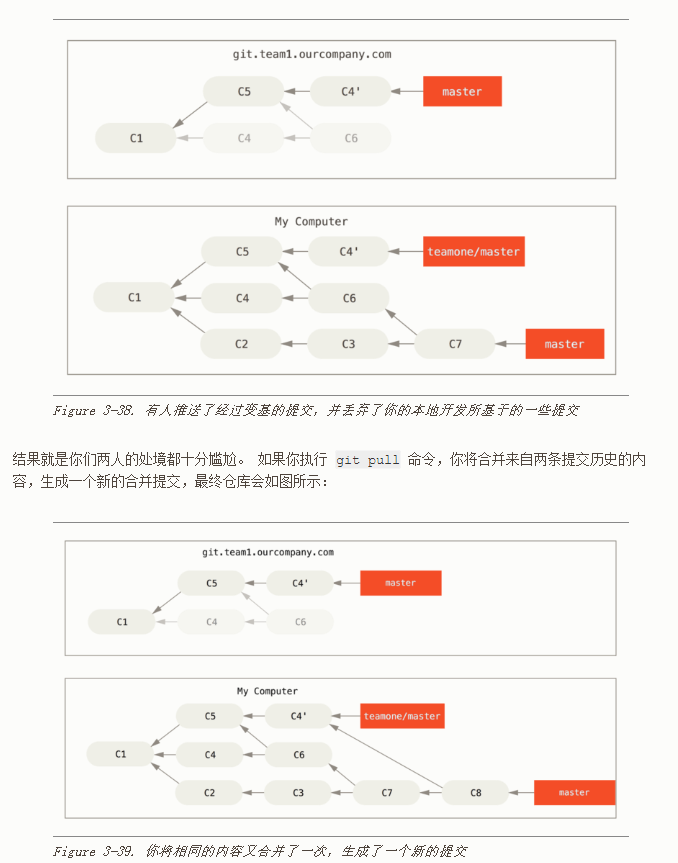 git.team1.ourcompany.com
C5 C4' master
C1 C4 C6
My Computer
C5 C4' teamone/master
C1 C4 C6
C2 C3 C7 master
Figure 3-38. 有人推送了经过变基的提交，并丢弃了你的本地开发所基于的一些提交
结果就是你们两人的处境都十分尴尬。 如果你执行 git pull 命令，你将合并来自两条提交历史的内
容，生成一个新的合并提交，最终仓库会如图所示：
git.team1.ourcompany.com
C5 C4' master
C1 C4 C6
My Computer
C5 C4' teamone/master
C1 C4 C6
C2 C3 C7 C8 master
Figure 3-39. 你将相同的内容又合并了一次，生成了一个新的提交